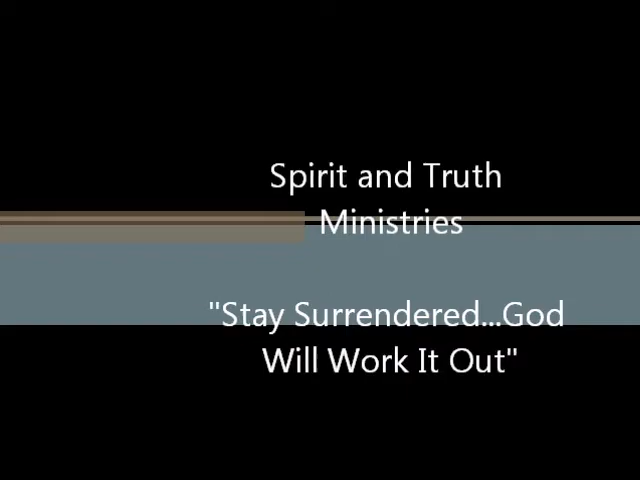 Spirit and Truth
Ministries
"Stay Surrendered...God
Will Work It Out"